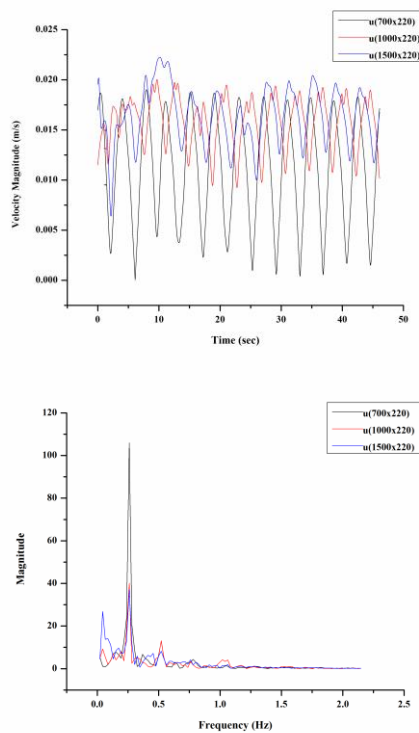 u(700x220)
u(1000x220)
u(1500x220)
0.025
0.020
0.015
0.010
0.005
0.000
Velocity Magnitude (m/s)
0 10 20 30 40 50
Time (sec)
u(700x220)
u(1000x220)
u(1500x220)
120
100
80
60
40
20
0
Magnitude
0.0 0.5 1.0 1.5 2.0 2.5
Frequency (Hz)